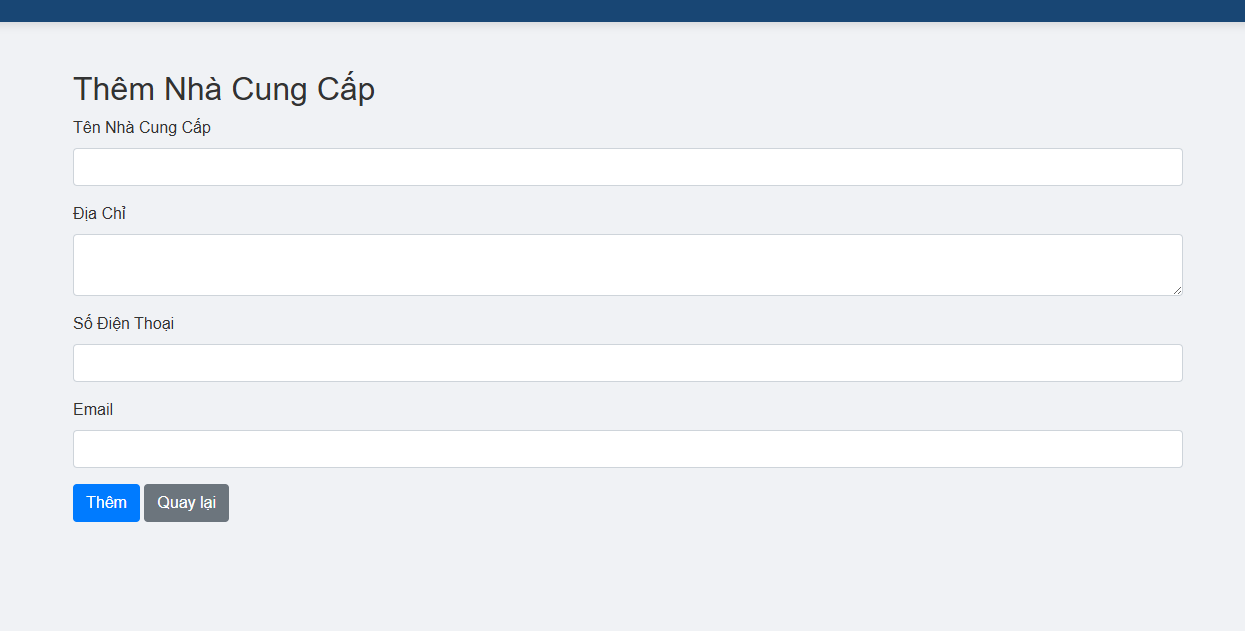 Thêm Nhà Cung Cấp
Tên Nhà Cung Cấp
Địa Chỉ
Số Điện Thoại
Email
Thêm Quay lại